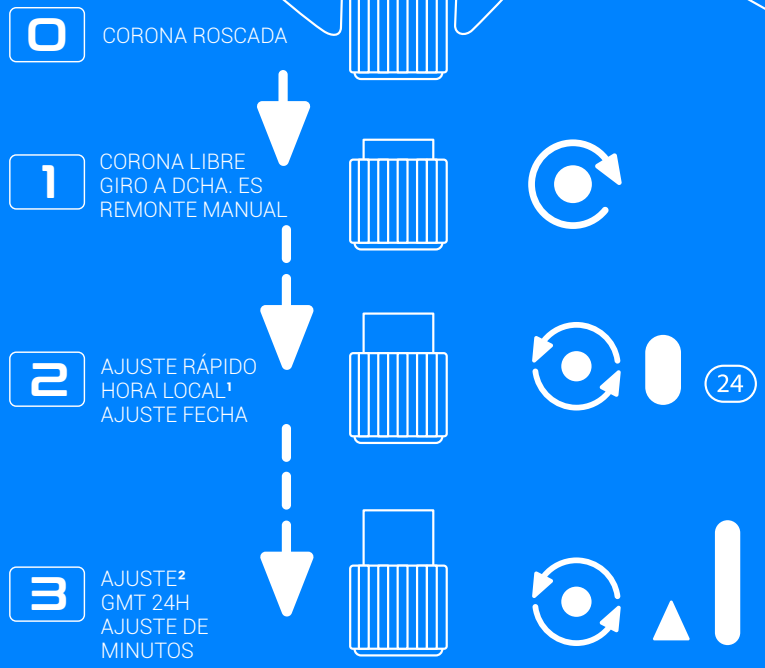 0
CORONA ROSCADA
1
CORONA LIBRE
GIRO A DCHA. ES
REMONTE MANUAL
2
AJUSTE RÁPIDO
HORA LOCAL¹
AJUSTE FECHA
24
3
AJUSTE²
GMT 24H
AJUSTE DE
MINUTOS